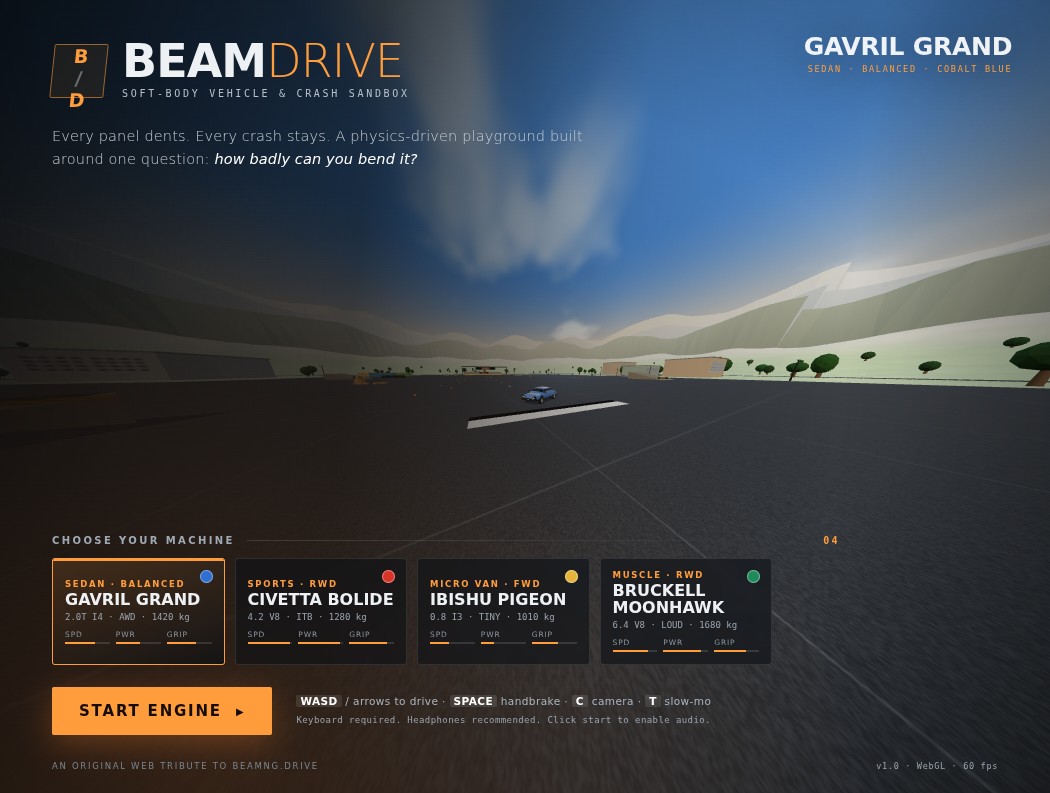 B
/
D
BEAMDRIVE
SOFT-BODY VEHICLE & CRASH SANDBOX
GAVRIL GRAND
SEDAN · BALANCED · COBALT BLUE
Every panel dents. Every crash stays. A physics-driven playground built
around one question: how badly can you bend it?
CHOOSE YOUR MACHINE
04
SEDAN · BALANCED
GAVRIL GRAND
2.0T I4 · AWD · 1420 kg
SPD PWR GRIP
SPORTS · RWD
CIVETTA BOLIDE
4.2 V8 · ITB · 1280 kg
SPD PWR GRIP
MICRO VAN · FWD
IBISHU PIGEON
0.8 I3 · TINY · 1010 kg
SPD PWR GRIP
MUSCLE · RWD
BRUCKELL
MOONHAWK
6.4 V8 · LOUD · 1680 kg
SPD PWR GRIP
START ENGINE ▸
WASD / arrows to drive · SPACE handbrake · C camera · T slow-mo
Keyboard required. Headphones recommended. Click start to enable audio.
AN ORIGINAL WEB TRIBUTE TO BEAMNG.DRIVE
v1.0 · WebGL · 60 fps